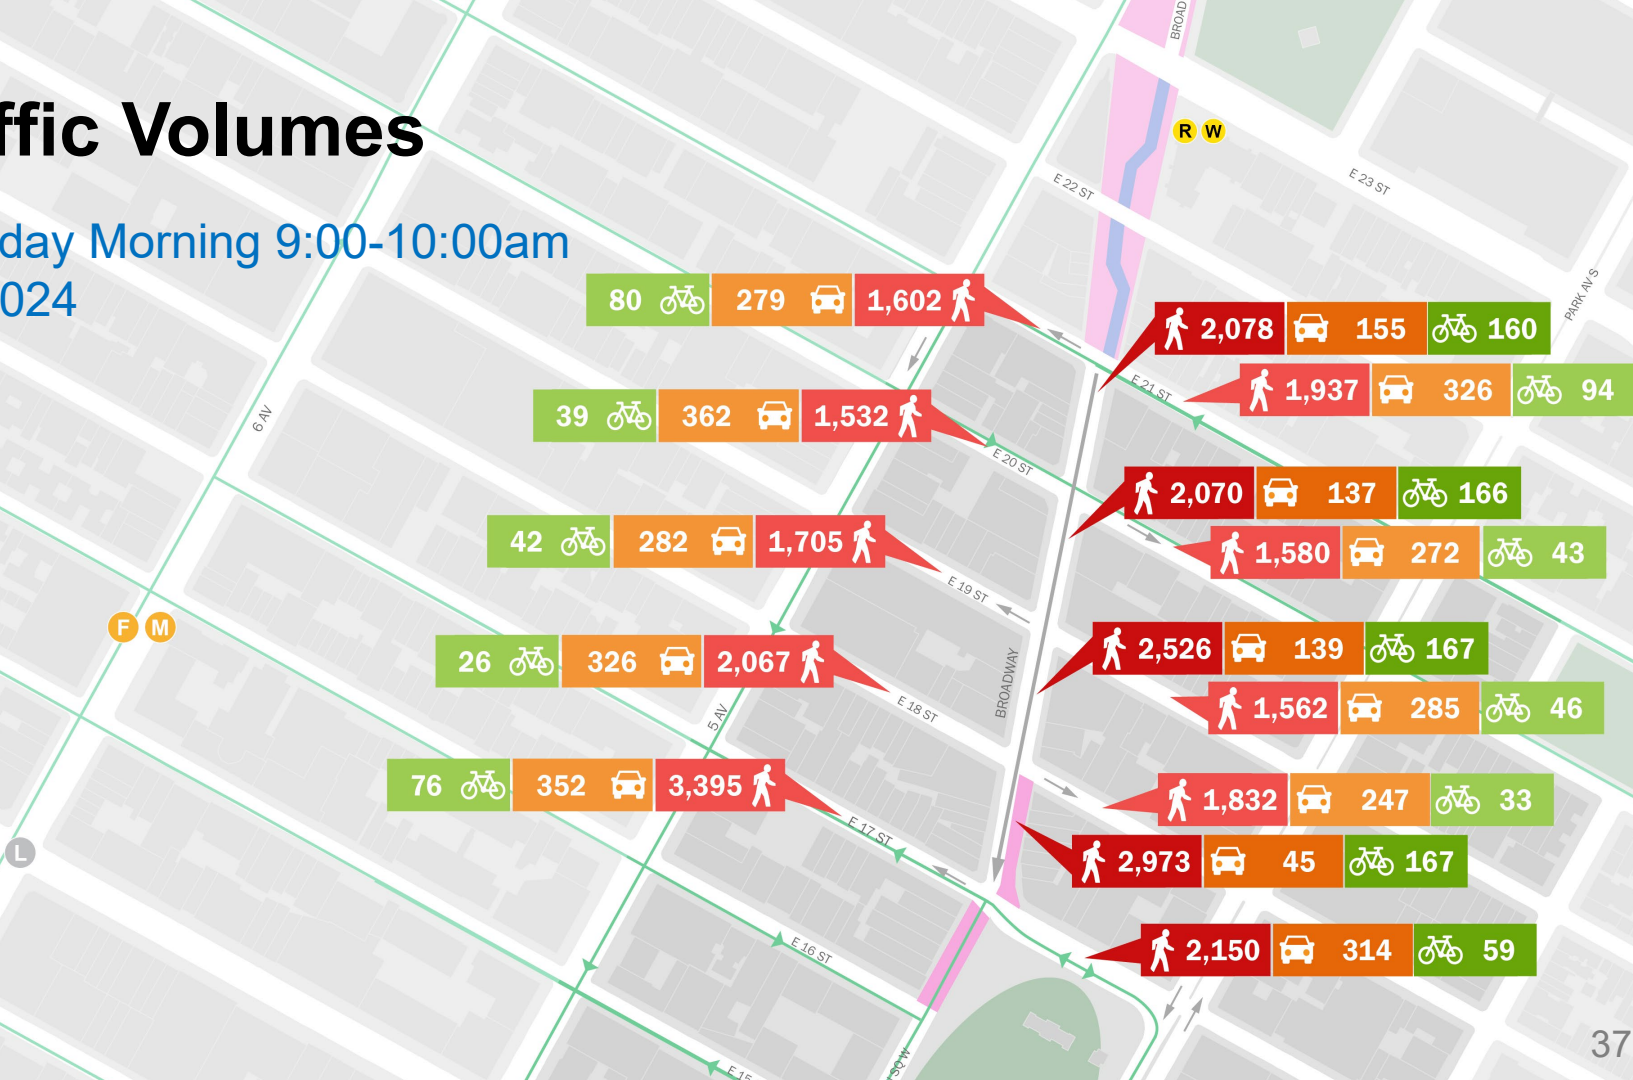 ffic Volumes
day Morning 9:00-10:00am
024
BROAD
R W
E 22 ST
E 23 ST
PARK AV S
80 279 1,602
2,078 155 160
E 21 ST
1,937 326 94
6 AV
39 362 1,532
E 20 ST
2,070 137 166
42 282 1,705
1,580 272 43
E 19 ST
F M
26 326 2,067
2,526 139 167
BROADWAY
1,562 285 46
E 18 ST
5 AV
76 352 3,395
1,832 247 33
E 17 ST
L
2,973 45 167
E 16 ST
2,150 314 59
SQ W
E 15
37